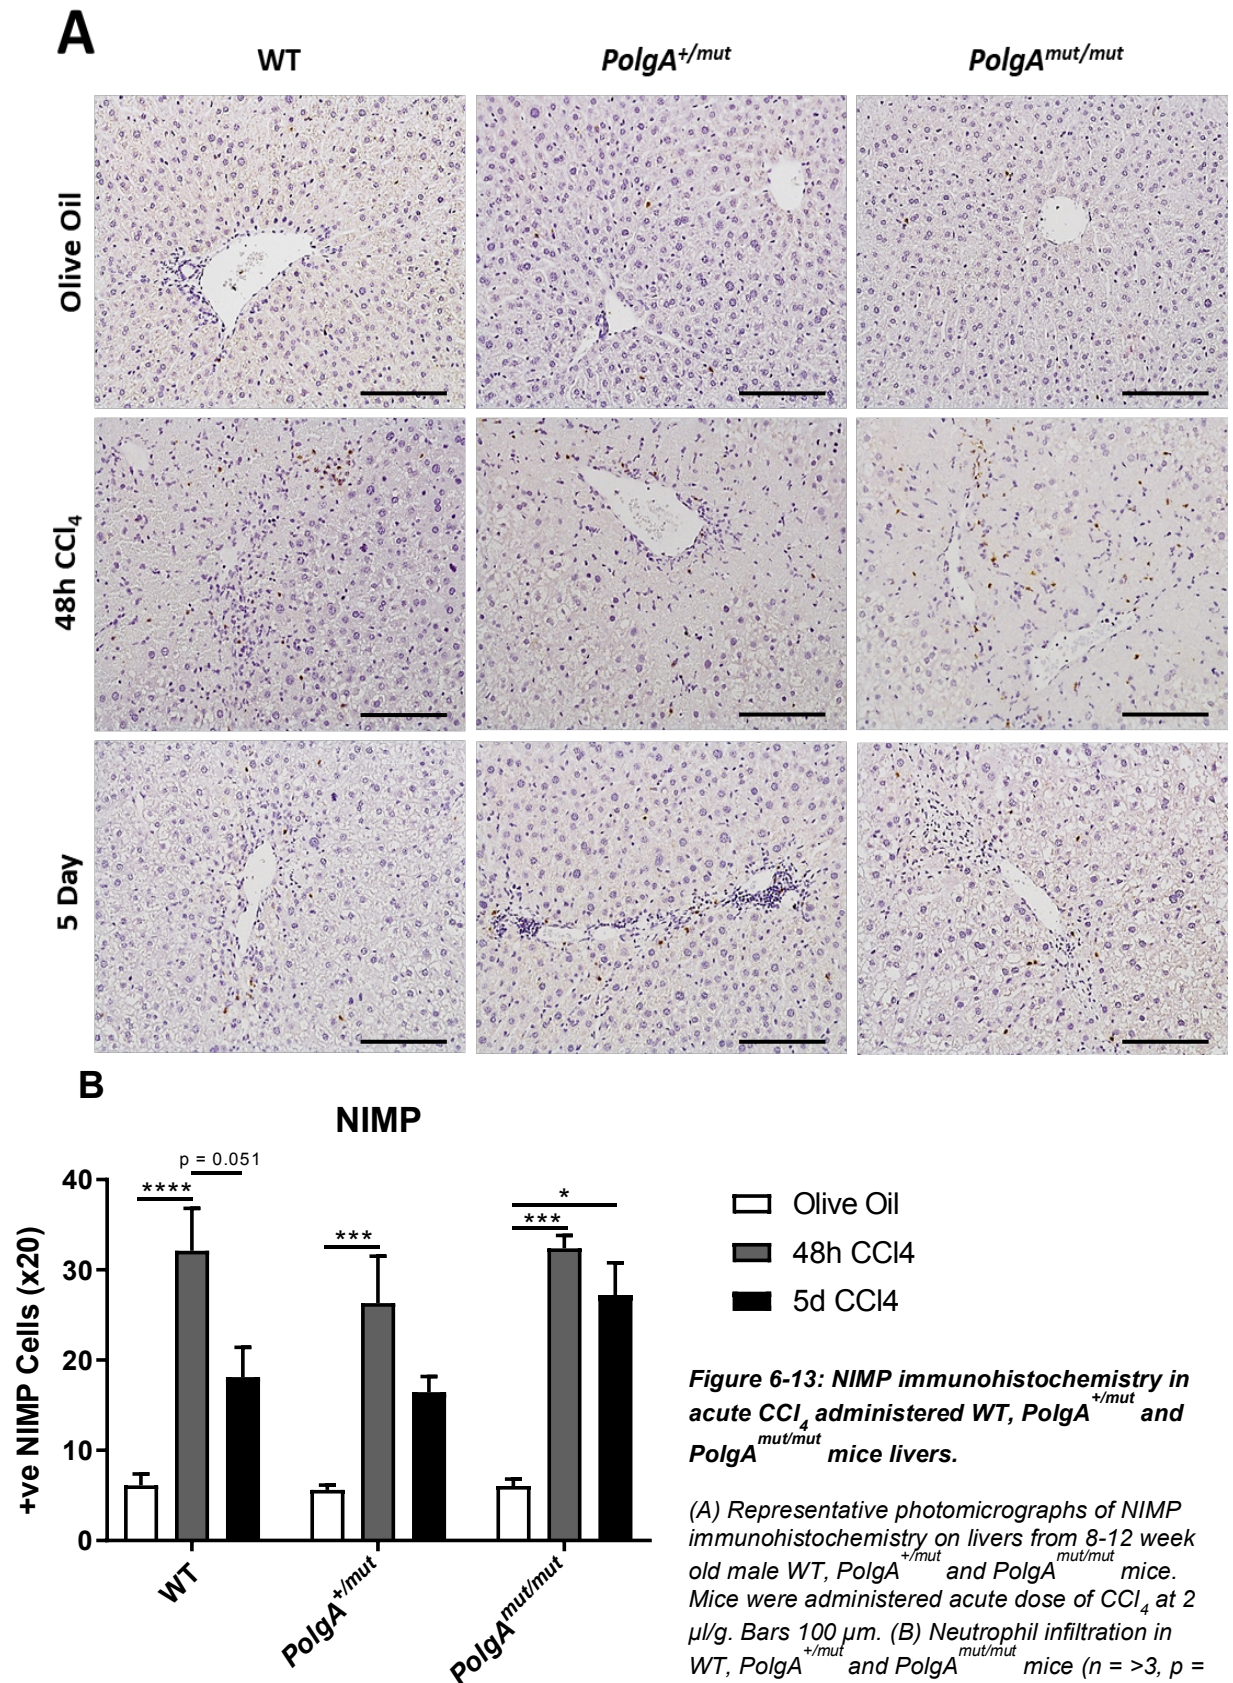 A
WT
PolgA+/mut
PolgAmut/mut
Olive Oil
48h CCl4
5 Day
B
NIMP
+ve NIMP Cells (x20)
40
30
20
10
0
****
p = 0.051
***
***
*
WT
PolgA+/mut
PolgAmut/mut
Olive Oil
48h CCl4
5d CCl4
Figure 6-13: NIMP immunohistochemistry in
acute CCl4 administered WT, PolgA+/mut and
PolgAmut/mut mice livers.
(A) Representative photomicrographs of NIMP
immunohistochemistry on livers from 8-12 week
old male WT, PolgA+/mut and PolgAmut/mut mice.
Mice were administered acute dose of CCl4 at 2
µl/g. Bars 100 µm. (B) Neutrophil infiltration in
WT, PolgA+/mut and PolgAmut/mut mice (n = >3, p =